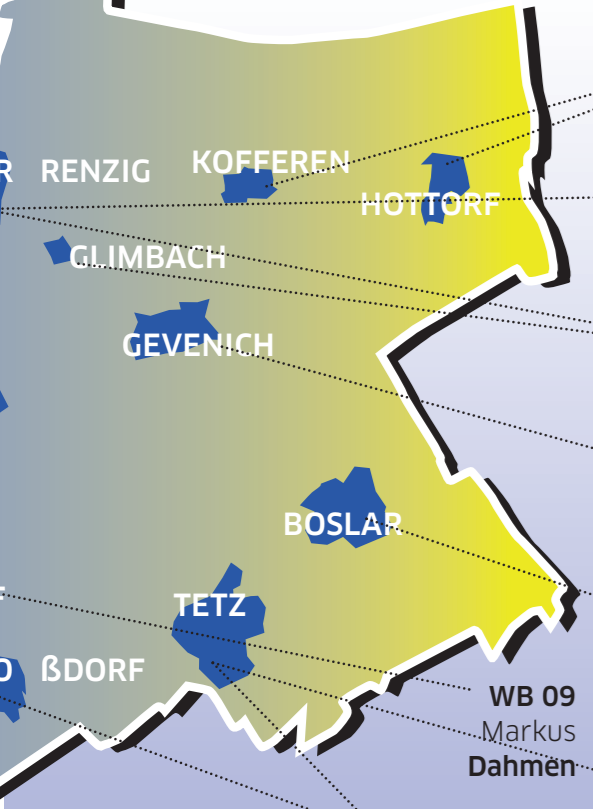 KOFFEREN
R RENZIG
HOTTORF
GLIMBACH
GEVENICH
BOSLAR
TETZ
F
O ßDORF
WB 09
Markus
Dahmen